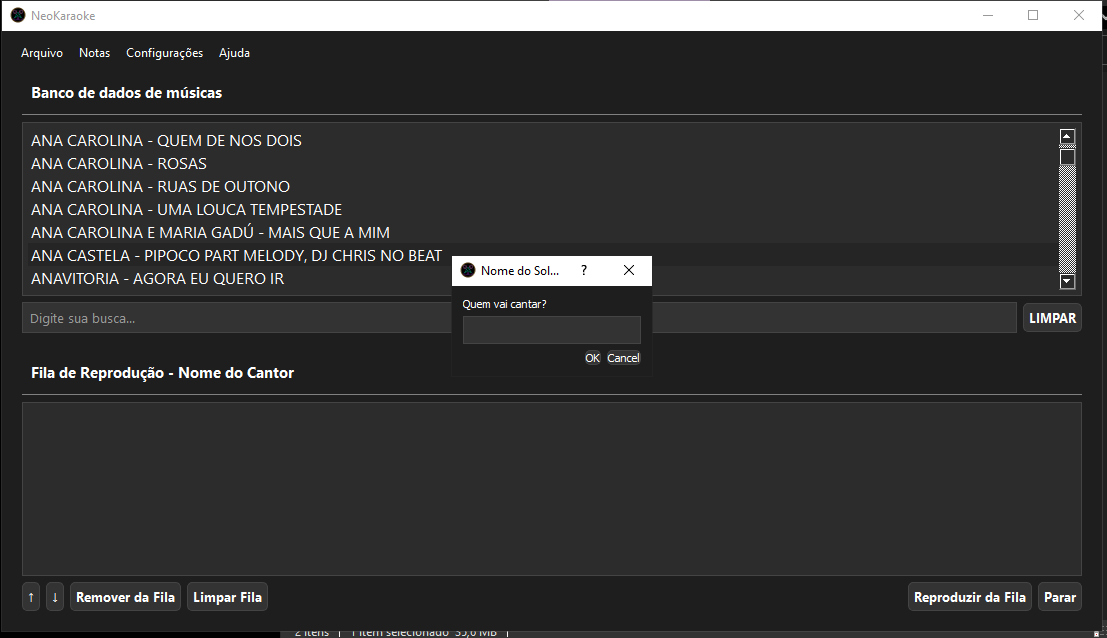 NeoKaraoke
Arquivo Notas Configurações Ajuda
Banco de dados de músicas
ANA CAROLINA - QUEM DE NOS DOIS
ANA CAROLINA - ROSAS
ANA CAROLINA - RUAS DE OUTONO
ANA CAROLINA - UMA LOUCA TEMPESTADE
ANA CAROLINA E MARIA GADÚ - MAIS QUE A MIM
ANA CASTELA - PIPOCO PART MELODY, DJ CHRIS NO BEAT
ANAVITORIA - AGORA EU QUERO IR
Nome do Sol... ?
Quem vai cantar?
OK Cancel
Digite sua busca... LIMPAR
Fila de Reprodução - Nome do Cantor
↑ ↓ Remover da Fila Limpar Fila Reproduzir da Fila Parar
2 itens 1 item selecionado 35,0 MB